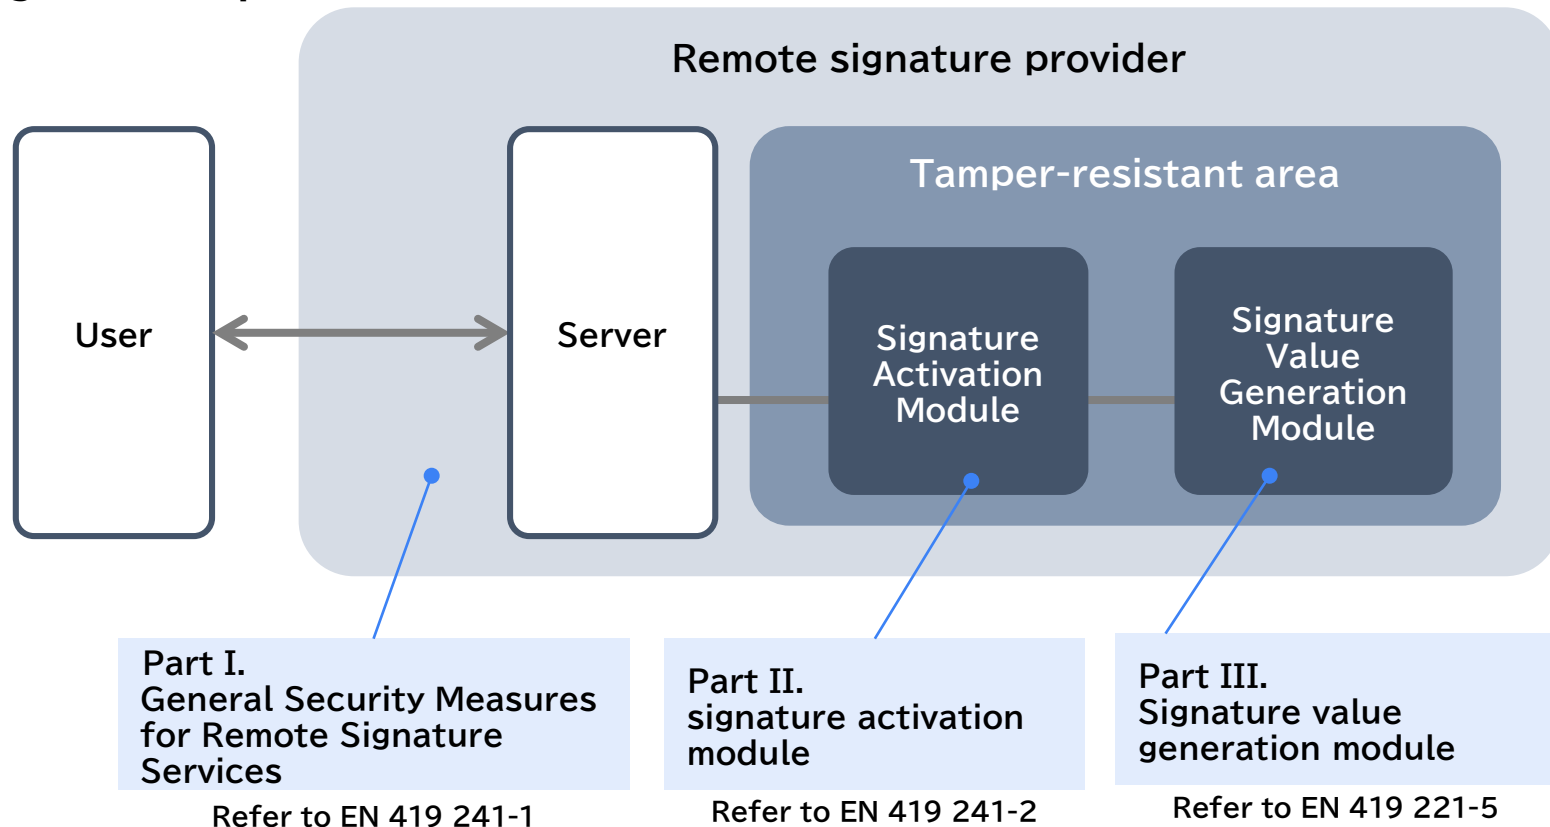 Remote signature provider
Tamper-resistant area
User
Server
Signature
Activation
Module
Signature
Value
Generation
Module
Part I.
General Security Measures
for Remote Signature
Services
Refer to EN 419 241-1
Part II.
signature activation
module
Refer to EN 419 241-2
Part III.
Signature value
generation module
Refer to EN 419 221-5